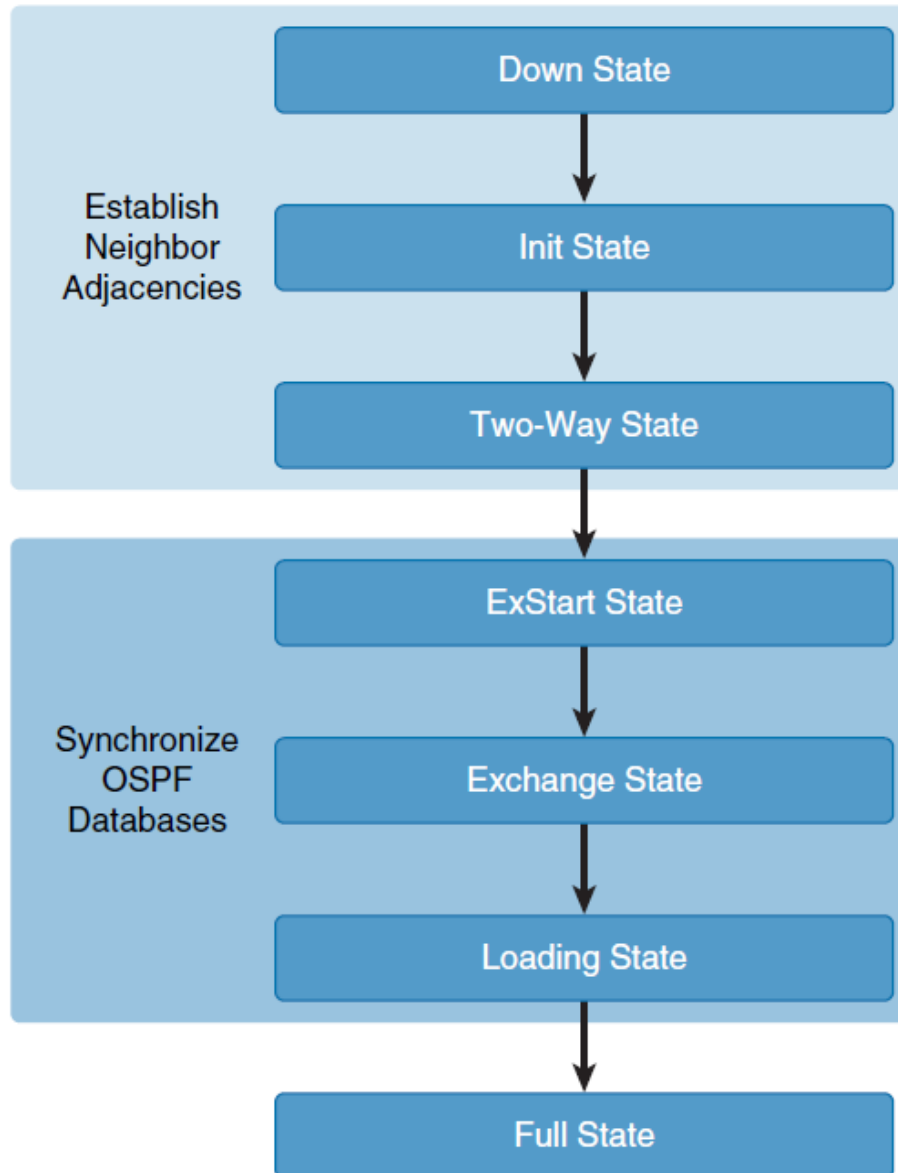 Down State
Establish
Neighbor
Adjacencies
Init State
Two-Way State
ExStart State
Synchronize
OSPF
Databases
Exchange State
Loading State
Full State